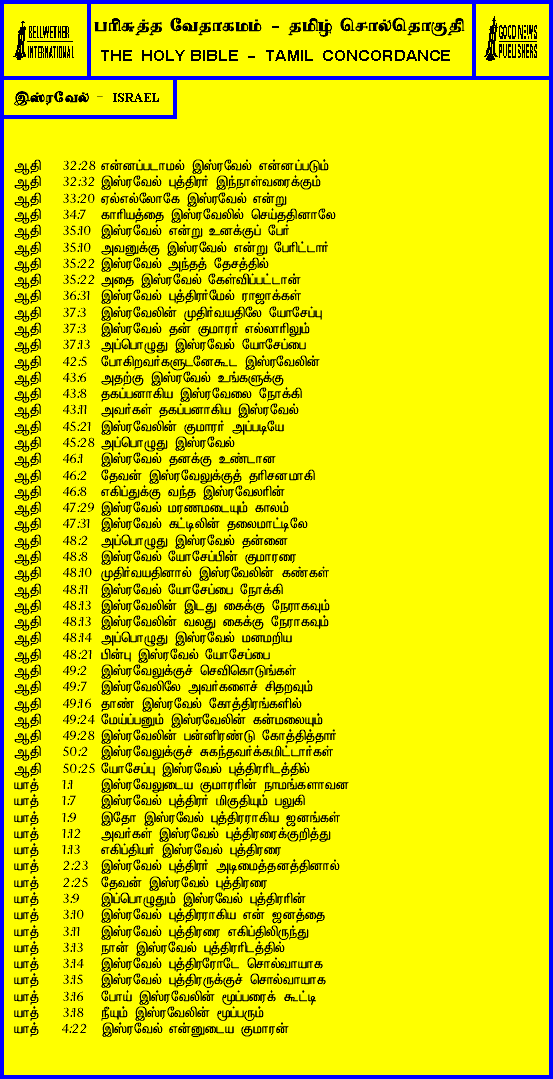 BELLWETHER
INTERNATIONAL
பரிசுத்த வேதாகமம் - தமிழ் சொல்தொகுதி
THE HOLY BIBLE - TAMIL CONCORDANCE
GOOD NEWS
PUBLISHERS
இஸ்ரவேல் - ISRAEL
ஆதி 32:28 என்னப்படாமல் இஸ்ரவேல் என்னப்படும்
ஆதி 32:32 இஸ்ரவேல் புத்திரர் இந்நாள்வரைக்கும்
ஆதி 33:20 ஏல்எல்லோகே இஸ்ரவேல் என்று
ஆதி 34:7 காரியத்தை இஸ்ரவேலில் செய்ததினாலே
ஆதி 35:10 இஸ்ரவேல் என்று உனக்குப் பேர்
ஆதி 35:10 அவனுக்கு இஸ்ரவேல் என்று பேரிட்டார்
ஆதி 35:22 இஸ்ரவேல் அந்தத் தேசத்தில்
ஆதி 35:22 அதை இஸ்ரவேல் கேள்விப்பட்டான்
ஆதி 36:31 இஸ்ரவேல் புத்திரர்மேல் ராஜாக்கள்
ஆதி 37:3 இஸ்ரவேலின் முதிர்வயதிலே யோசேப்பு
ஆதி 37:3 இஸ்ரவேல் தன் குமாரர் எல்லாரிலும்
ஆதி 37:13 அப்பொழுது இஸ்ரவேல் யோசேப்பை
ஆதி 42:5 போகிறவர்களுடனேகூட இஸ்ரவேலின்
ஆதி 43:6 அதற்கு இஸ்ரவேல் உங்களுக்கு
ஆதி 43:8 தகப்பனாகிய இஸ்ரவேலை நோக்கி
ஆதி 43:11 அவர்கள் தகப்பனாகிய இஸ்ரவேல்
ஆதி 45:21 இஸ்ரவேலின் குமாரர் அப்படியே
ஆதி 45:28 அப்பொழுது இஸ்ரவேல்
ஆதி 46:1 இஸ்ரவேல் தனக்கு உண்டான
ஆதி 46:2 தேவன் இஸ்ரவேலுக்குத் தரிசனமாகி
ஆதி 46:8 எகிப்துக்கு வந்த இஸ்ரவேலரின்
ஆதி 47:29 இஸ்ரவேல் மரணமடையும் காலம்
ஆதி 47:31 இஸ்ரவேல் கட்டிலின் தலைமாட்டிலே
ஆதி 48:2 அப்பொழுது இஸ்ரவேல் தன்னை
ஆதி 48:8 இஸ்ரவேல் யோசேப்பின் குமாரரை
ஆதி 48:10 முதிர்வயதினால் இஸ்ரவேலின் கண்கள்
ஆதி 48:11 இஸ்ரவேல் யோசேப்பை நோக்கி
ஆதி 48:13 இஸ்ரவேலின் இடது கைக்கு நேராகவும்
ஆதி 48:13 இஸ்ரவேலின் வலது கைக்கு நேராகவும்
ஆதி 48:14 அப்பொழுது இஸ்ரவேல் மனமறிய
ஆதி 48:21 பின்பு இஸ்ரவேல் யோசேப்பை
ஆதி 49:2 இஸ்ரவேலுக்குச் செவிகொடுங்கள்
ஆதி 49:7 இஸ்ரவேலிலே அவர்களைச் சிதறவும்
ஆதி 49:16 தாண் இஸ்ரவேல் கோத்திரங்களில்
ஆதி 49:24 மேய்ப்பனும் இஸ்ரவேலின் கன்மலையும்
ஆதி 49:28 இஸ்ரவேலின் பன்னிரண்டு கோத்தித்தார்
ஆதி 50:2 இஸ்ரவேலுக்குச் சுகந்தவர்க்கமிட்டார்கள்
ஆதி 50:25 யோசேப்பு இஸ்ரவேல் புத்திரரிடத்தில்
யாத் 1:1 இஸ்ரவேலுடைய குமாரரின் நாமங்களாவன
யாத் 1:7 இஸ்ரவேல் புத்திரர் மிகுதியும் பலுகி
யாத் 1:9 இதோ இஸ்ரவேல் புத்திரராகிய ஜனங்கள்
யாத் 1:12 அவர்கள் இஸ்ரவேல் புத்திரரைக்குறித்து
யாத் 1:13 எகிப்தியர் இஸ்ரவேல் புத்திரரை
யாத் 2:23 இஸ்ரவேல் புத்திரர் அடிமைத்தனத்தினால்
யாத் 2:25 தேவன் இஸ்ரவேல் புத்திரரை
யாத் 3:9 இப்பொழுதும் இஸ்ரவேல் புத்திரரின்
யாத் 3:10 இஸ்ரவேல் புத்திரராகிய என் ஜனத்தை
யாத் 3:11 இஸ்ரவேல் புத்திரரை எகிப்திலிருந்து
யாத் 3:13 நான் இஸ்ரவேல் புத்திரரிடத்தில்
யாத் 3:14 இஸ்ரவேல் புத்திரரோடே சொல்வாயாக
யாத் 3:15 இஸ்ரவேல் புத்திரருக்குச் சொல்வாயாக
யாத் 3:16 போய் இஸ்ரவேலின் மூப்பரைக் கூட்டி
யாத் 3:18 நீயும் இஸ்ரவேலின் மூப்பரும்
யாத் 4:22 இஸ்ரவேல் என்னுடைய குமாரன்